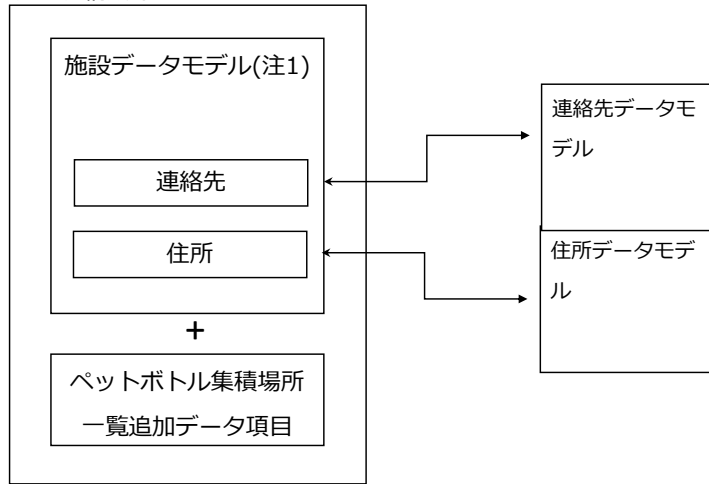 施設データモデル(注1)
連絡先
住所
+
ペットボトル集積場所
一覧追加データ項目
連絡先データモ
デル
住所データモデ
ル